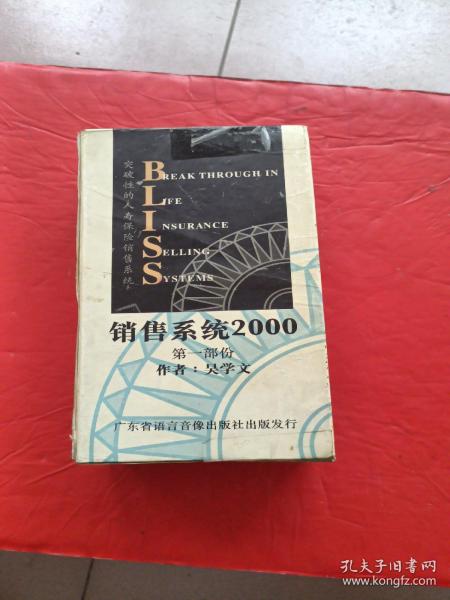 突破性的人寿保险销售系统
BREAK THROUGH IN
LIFE
INSURANCE
SELLING
SYSTEMS
销售系统2000
第一部份
作者：吴学文
广东省语言音像出版社出版发行
孔夫子旧书网
www.kongfz.com